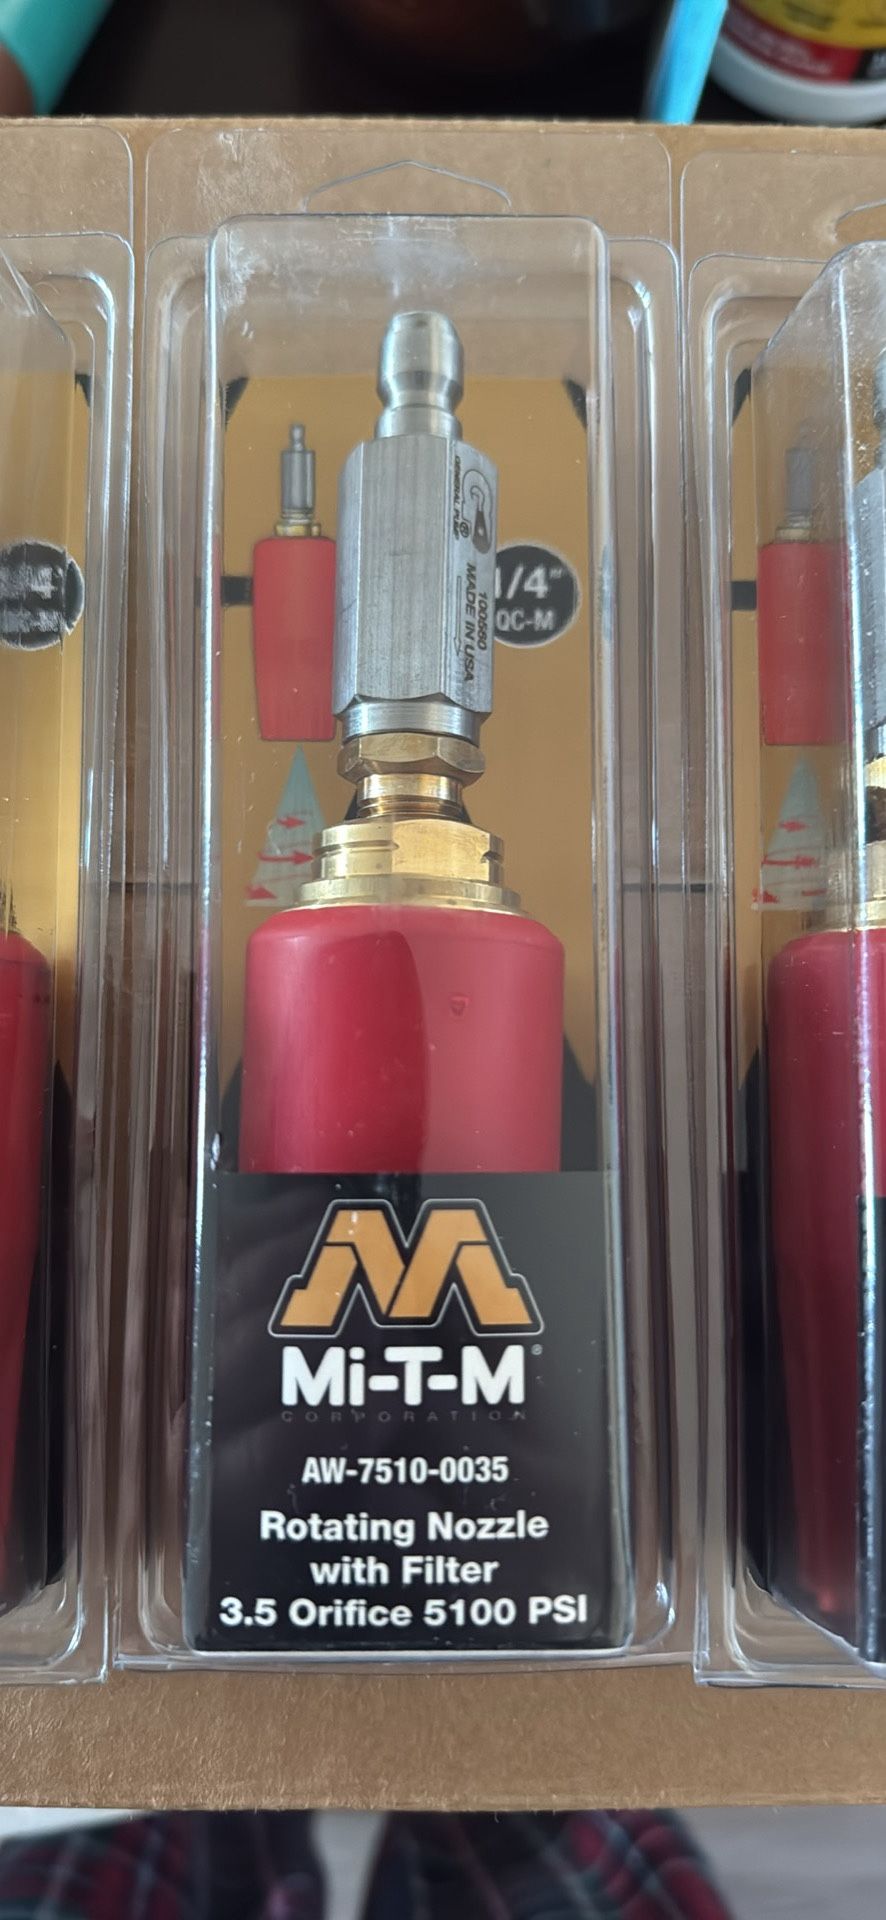 GENERAL PUMP
®
100660
MADE IN USA
1/4"
QC-M
Mi-T-M®
CORPORATION
AW-7510-0035
Rotating Nozzle
with Filter
3.5 Orifice 5100 PSI